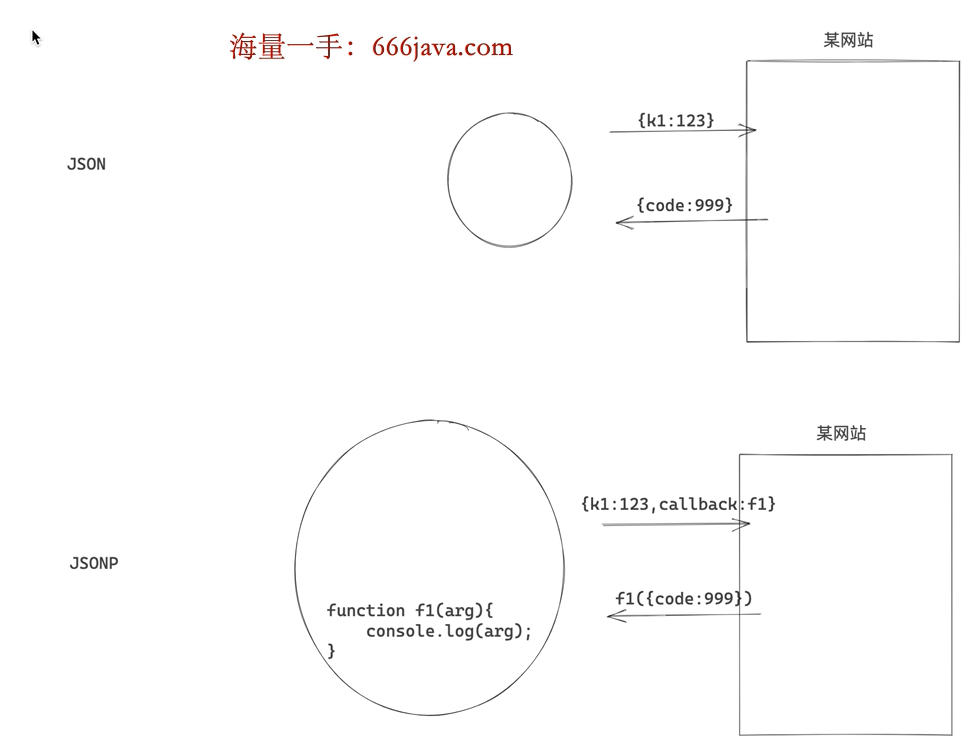 海量一手：666java.com
某网站
{k1:123}
JSON
{code:999}
某网站
{k1:123,callback:f1}
JSONP
f1({code:999})
function f1(arg){
    console.log(arg);
}